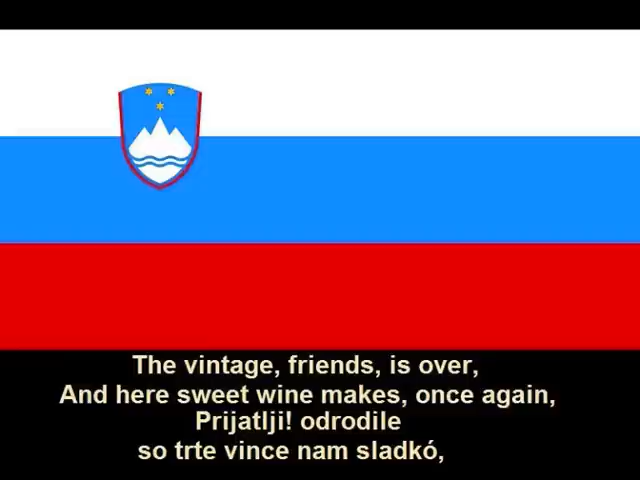 The vintage, friends, is over,
And here sweet wine makes, once again,
Prijatlji! odrodile
so trte vince nam sladkó,